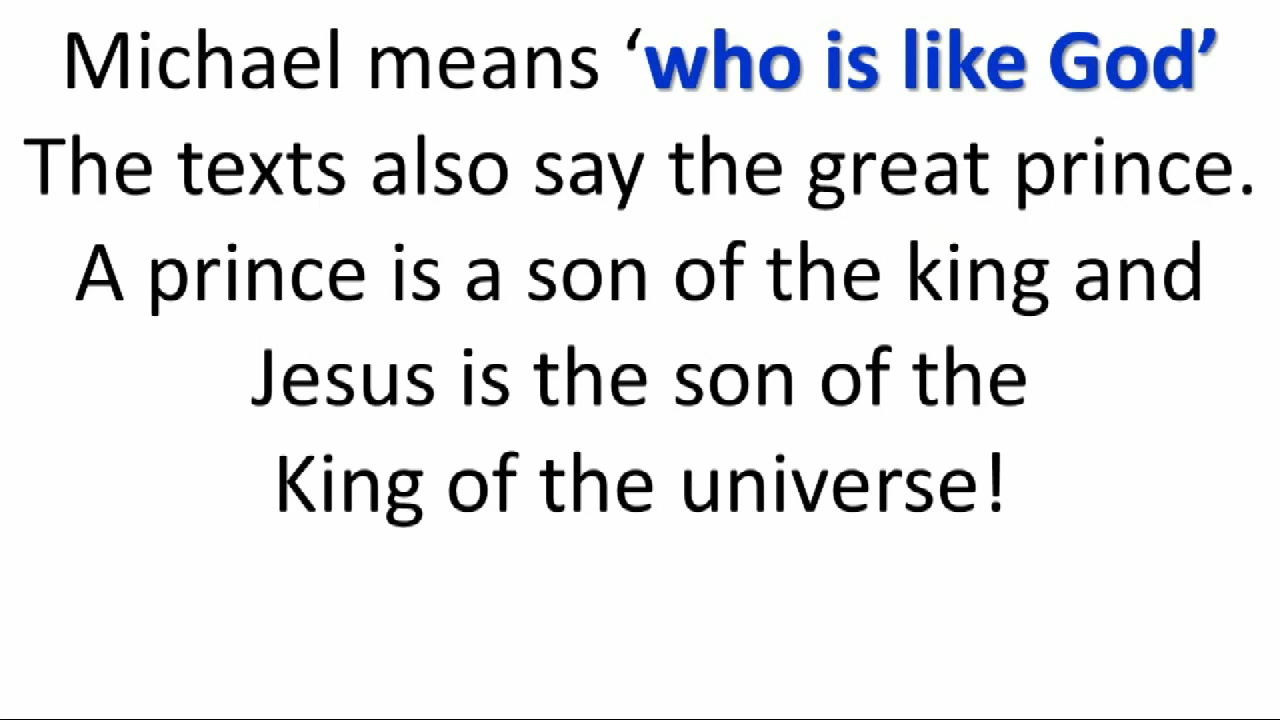 Michael means ‘who is like God’
The texts also say the great prince.
A prince is a son of the king and
Jesus is the son of the
King of the universe!